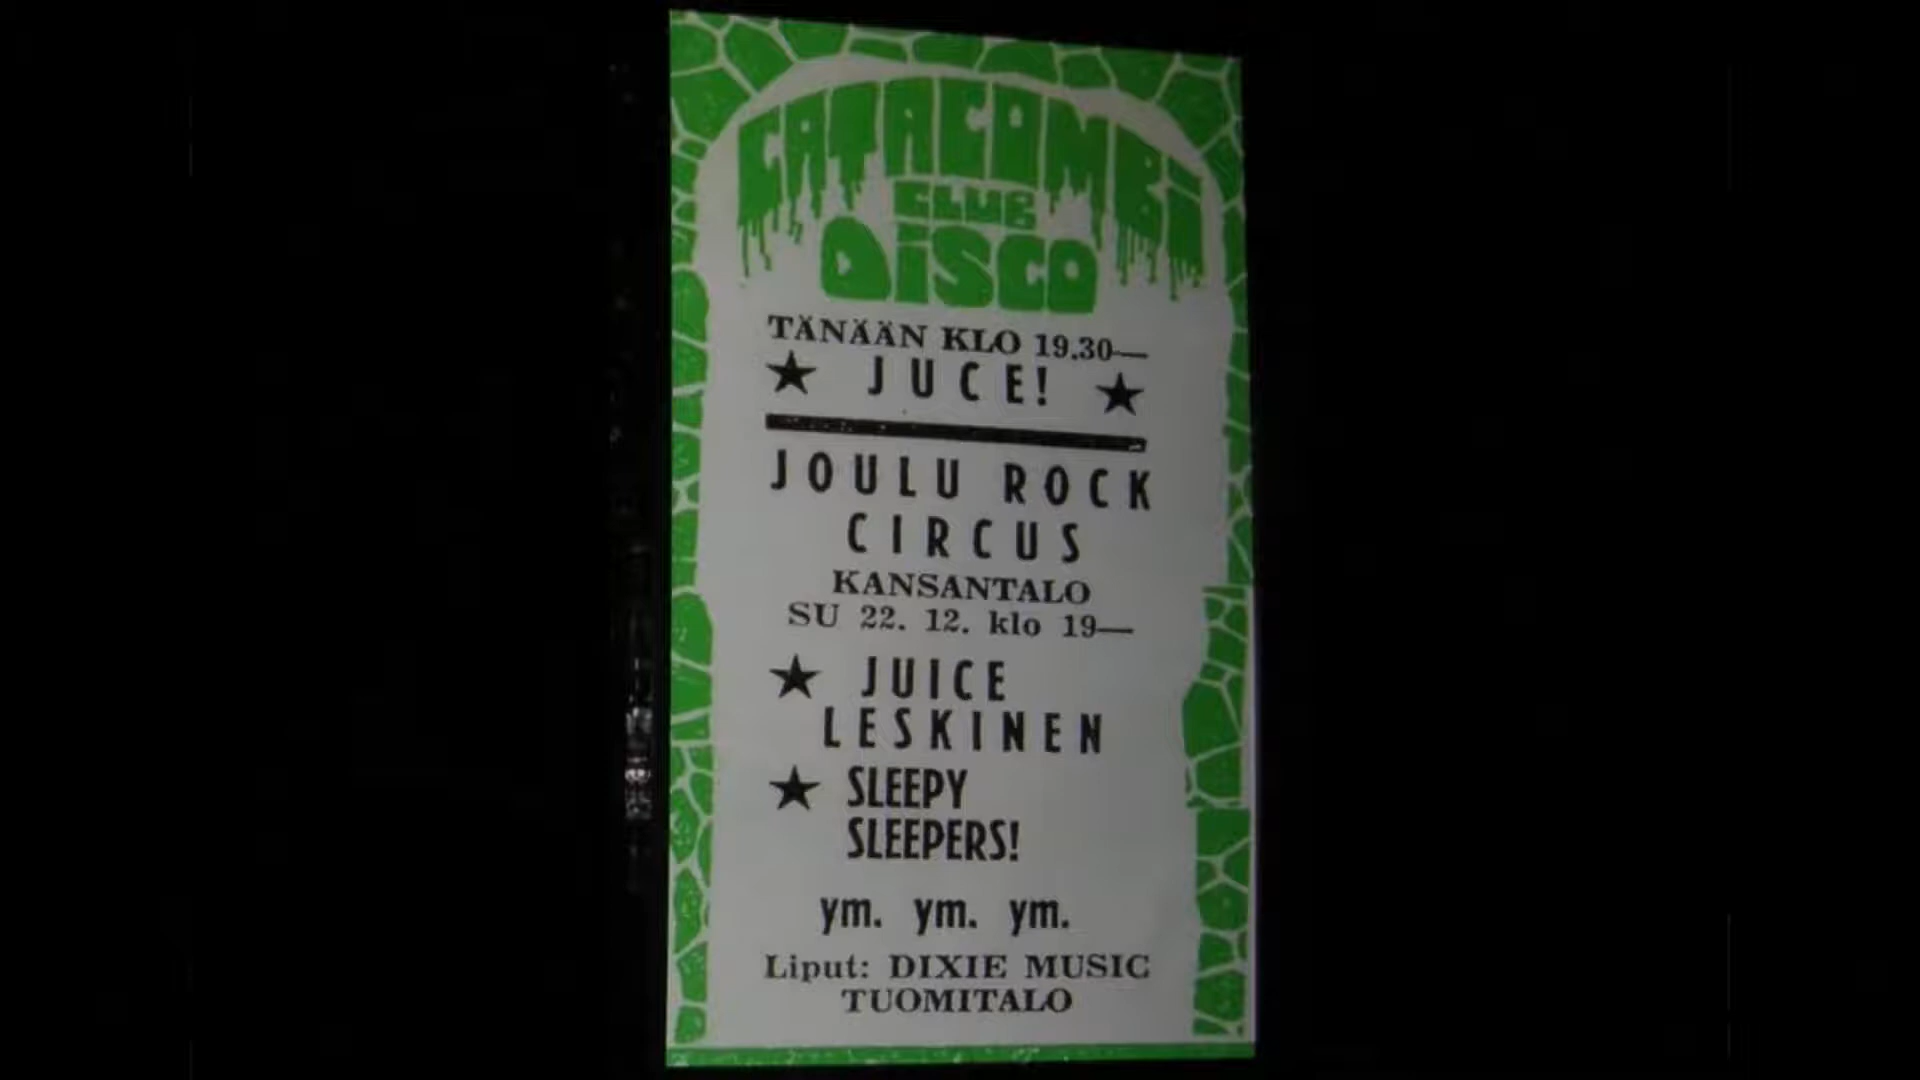 CATACOMBI
CLUB
DISCO
TÄNÄÄN KLO 19.30—
★ JUCE! ★
JOULU ROCK
CIRCUS
KANSANTALO
SU 22. 12. klo 19—
★ JUICE
LESKINEN
★ SLEEPY
SLEEPERS!
ym. ym. ym.
Liput: DIXIE MUSIC
TUOMITALO